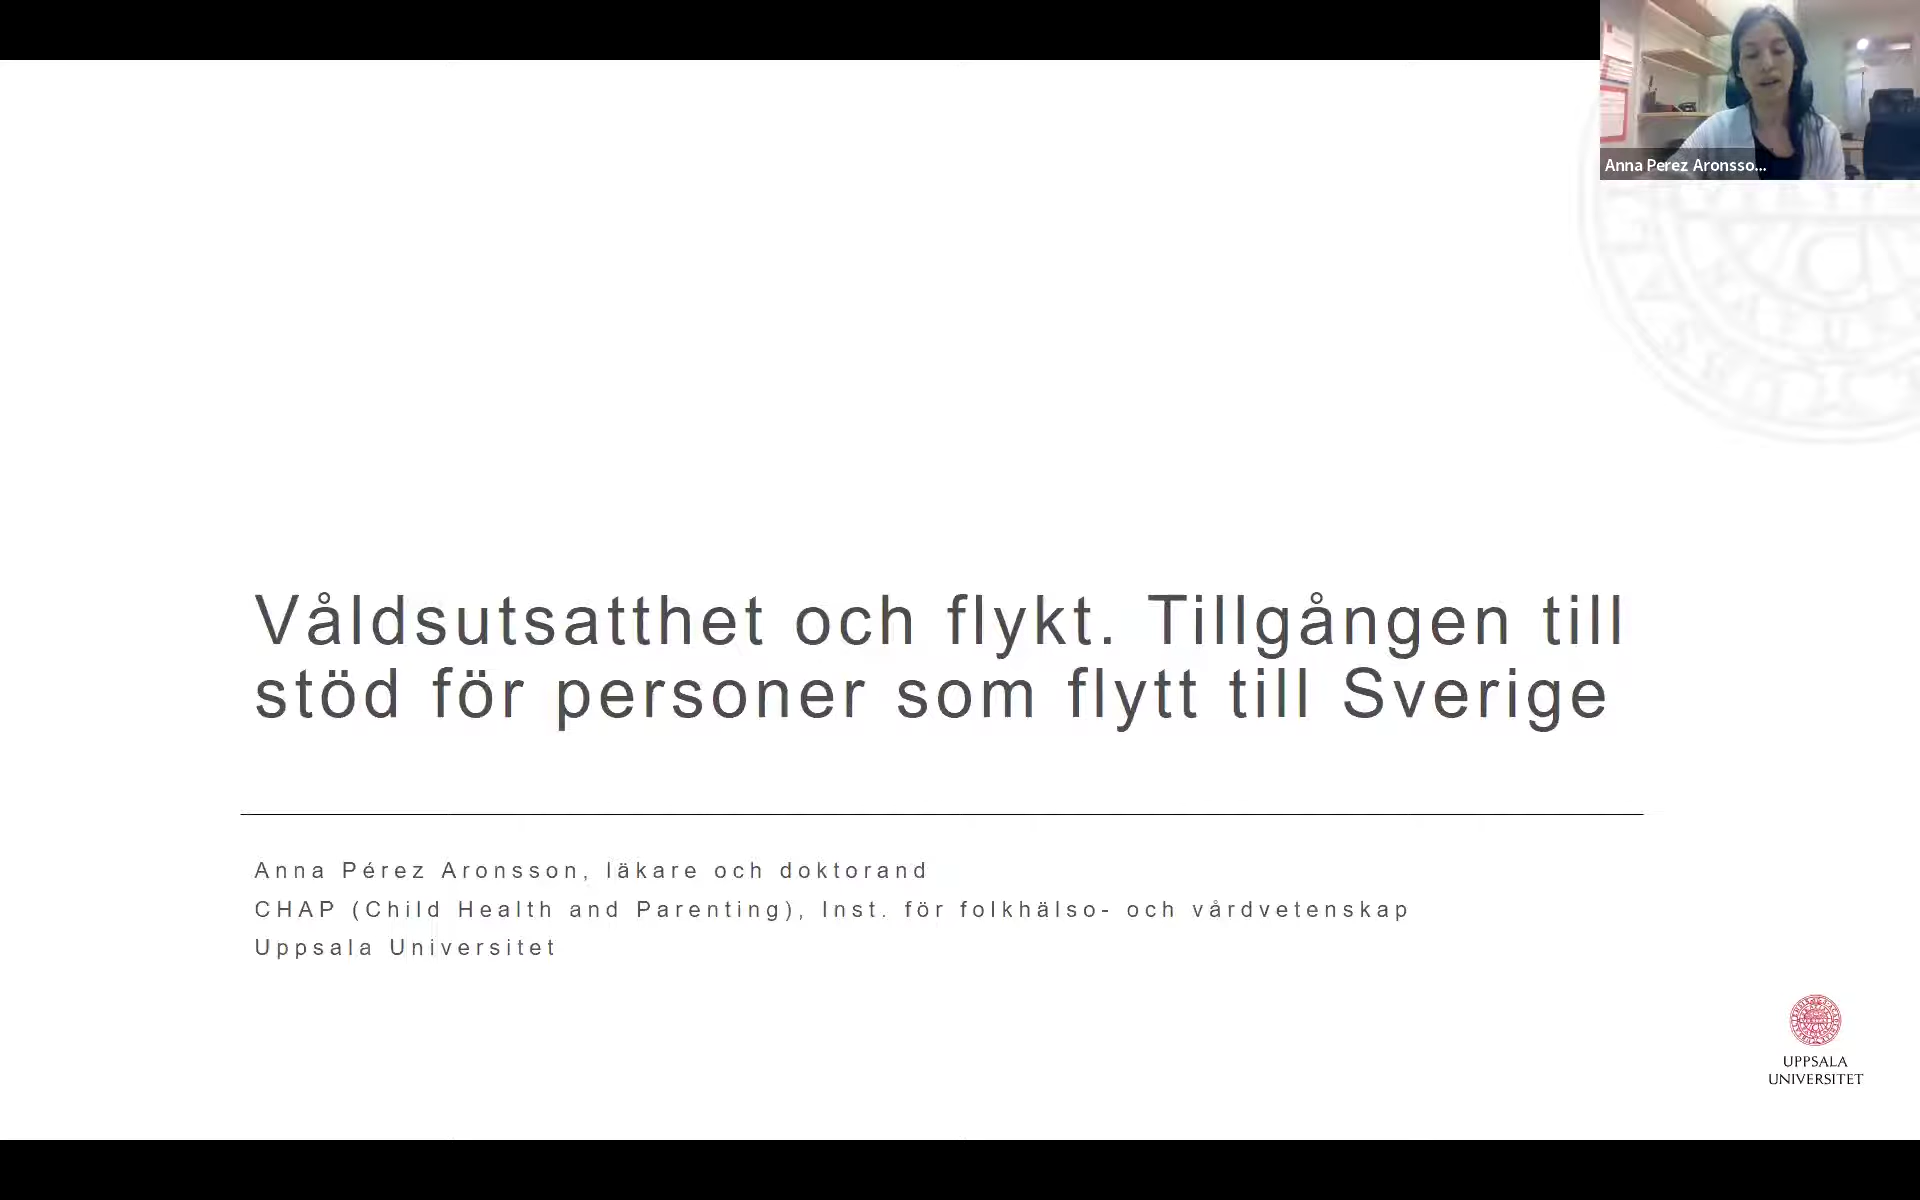 Anna Perez Aronsso...
Våldsutsatthet och flykt. Tillgången till
stöd för personer som flytt till Sverige
Anna Pérez Aronsson, läkare och doktorand
CHAP (Child Health and Parenting), Inst. för folkhälso- och vårdvetenskap
Uppsala Universitet
UPPSALA
UNIVERSITET